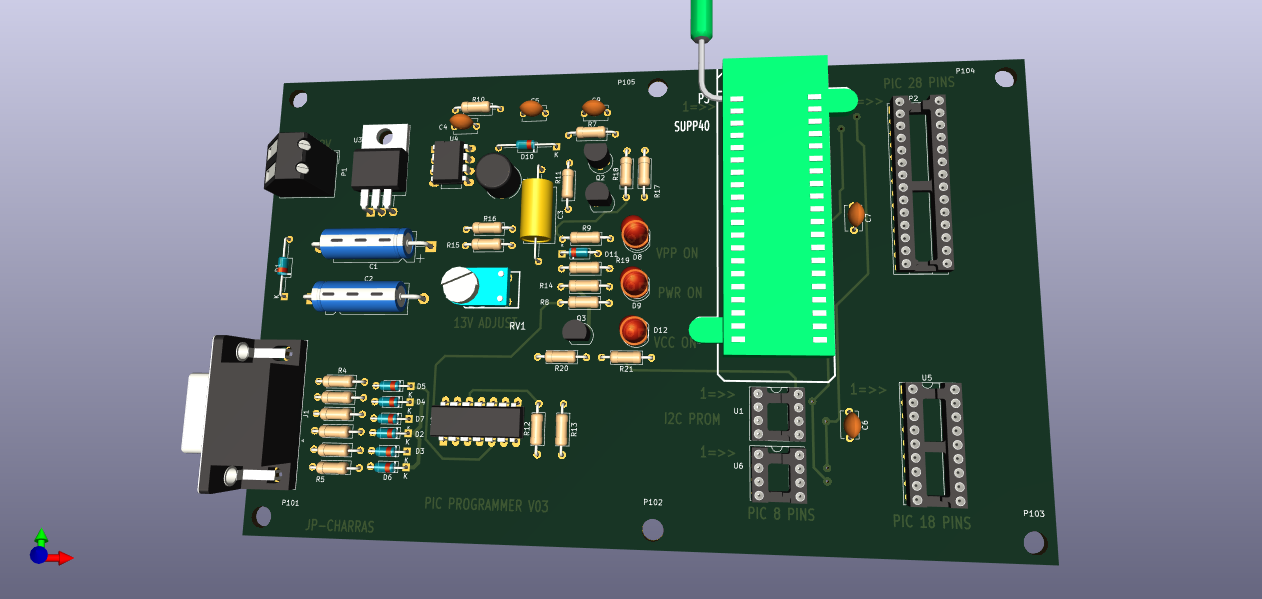 P105
P104
PIC 28 PINS
P2
R10
C4
U3
U4
R7
P3
1=>>
SUPP40
D10
K
P1
R11
Q2
R18
R17
C3
C7
R16
R15
R9
D8
VPP ON
D11
R19
C1
+
D1
K
C2
R14
R8
D9
PWR ON
13V ADJUST
RV1
Q3
D12
VCC ON
R20
R21
R4
D5
K
D4
J1
D7
D2
D3
R5
D6
K
R12
R13
1=>>
U1
I2C PROM
1=>>
U6
PIC 8 PINS
1=>>
U5
C6
PIC 18 PINS
P101
PIC PROGRAMMER V03
JP-CHARRAS
P102
P103